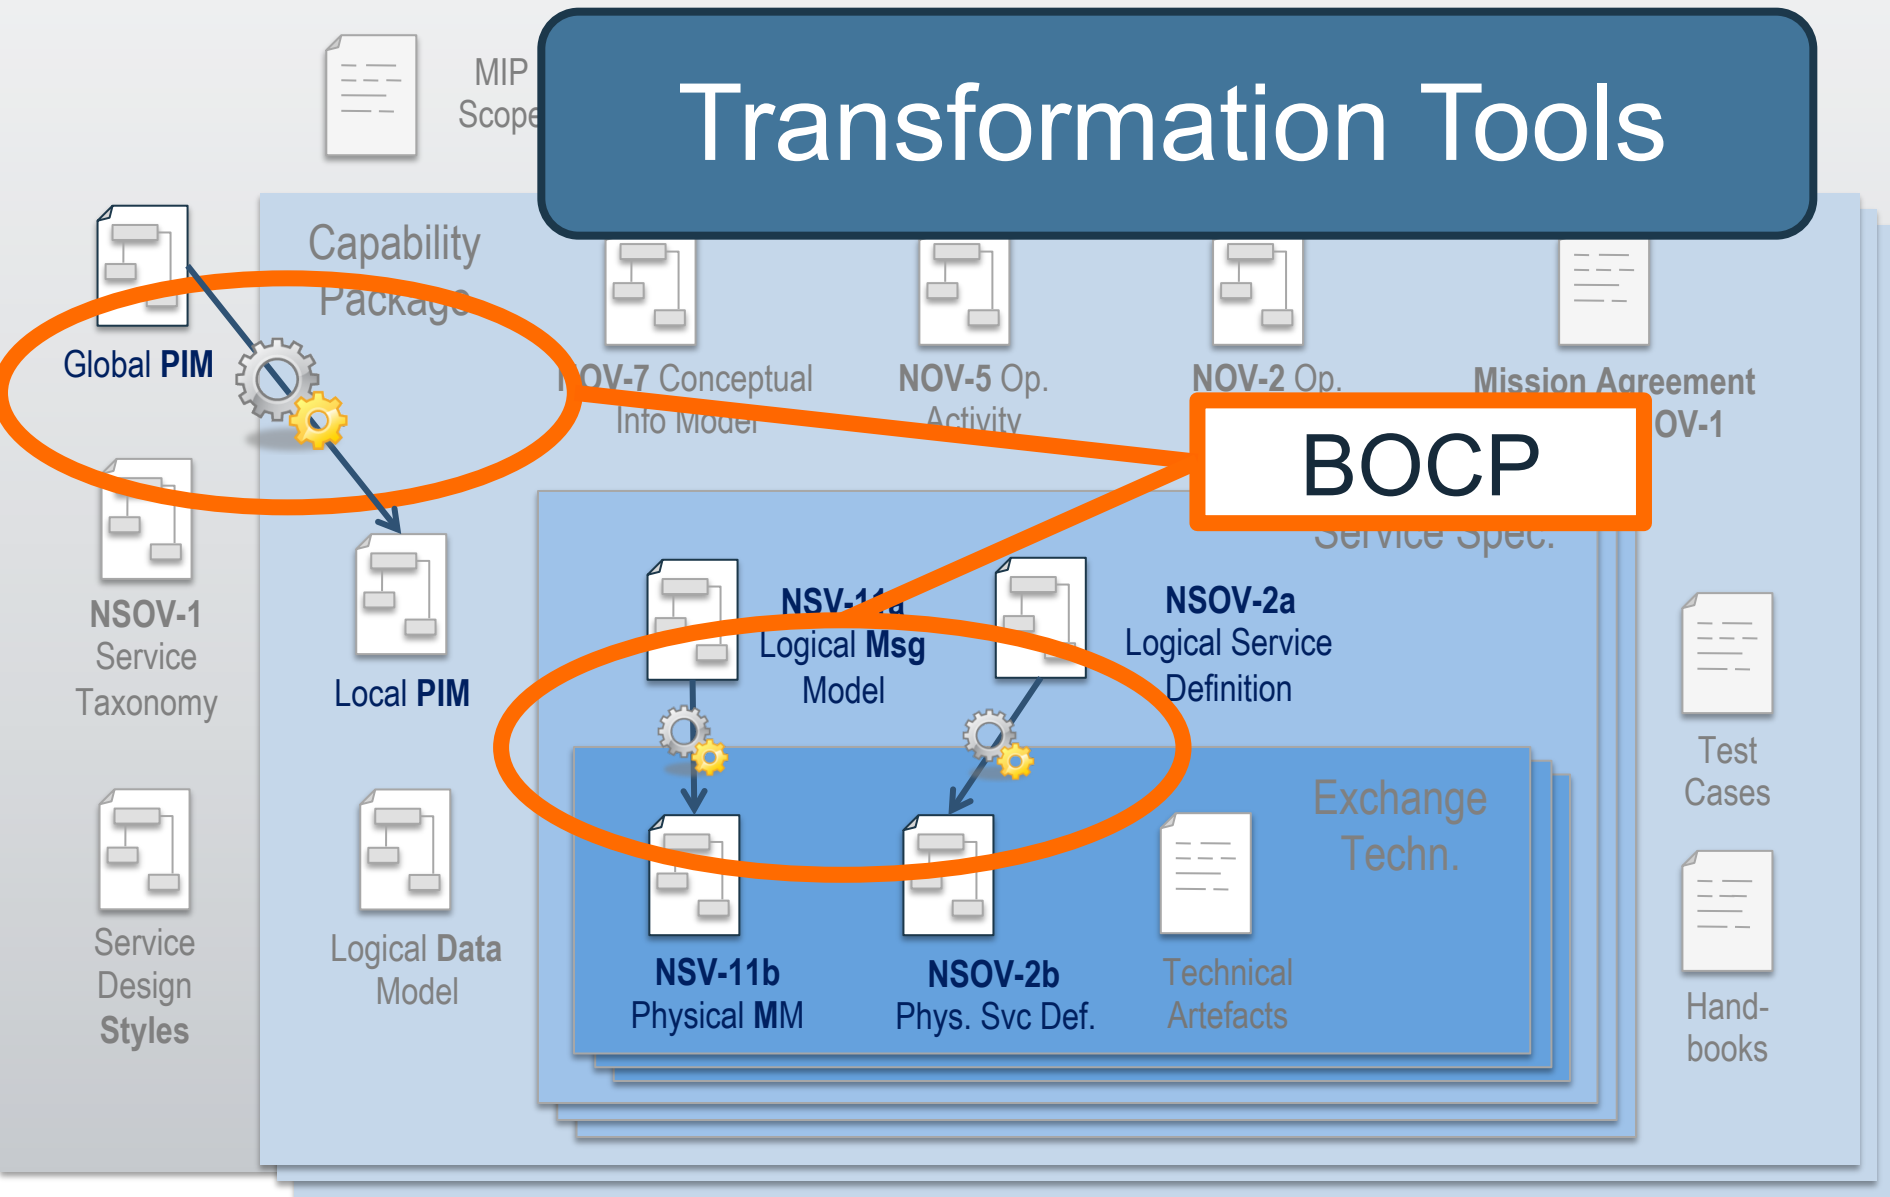 Transformation Tools
MIP
Scope
Capability
Package
Global PIM
NOV-7 Conceptual
Info Model
NOV-5 Op.
Activity
NOV-2 Op.
Mission Agreement
OV-1
BOCP
Service Spec.
NSOV-1
Service
Taxonomy
Local PIM
NSV-11a
Logical Msg
Model
NSOV-2a
Logical Service
Definition
Test
Cases
Exchange
Techn.
Service
Design
Styles
Logical Data
Model
NSV-11b
Physical MM
NSOV-2b
Phys. Svc Def.
Technical
Artefacts
Hand-
books